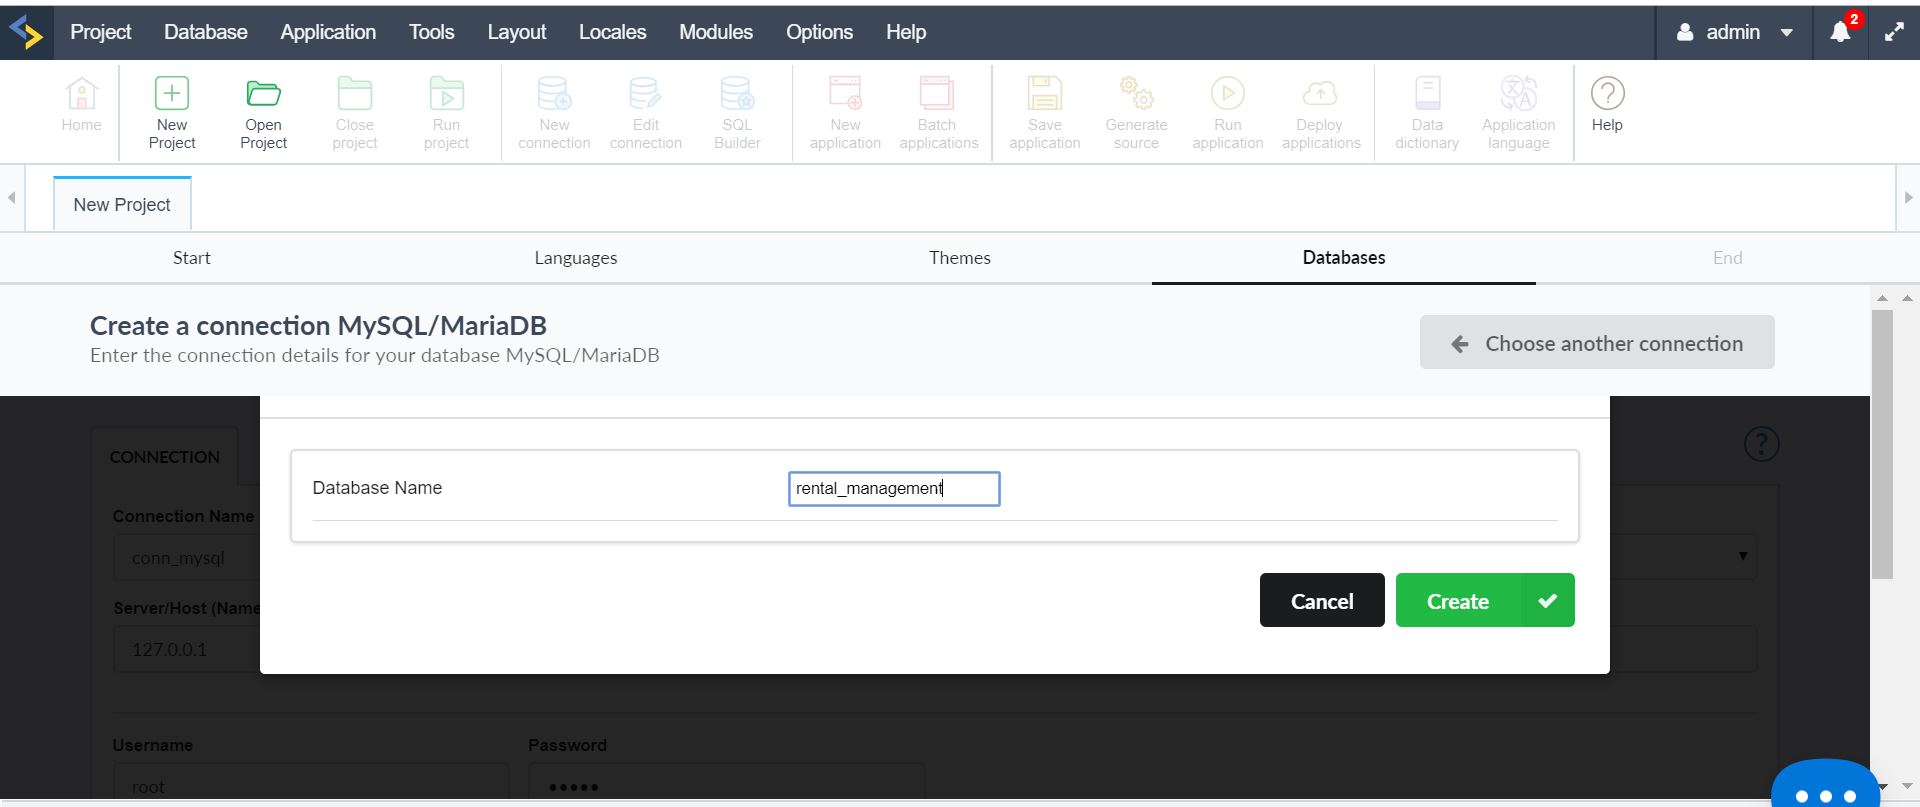 Project Database Application Tools Layout Locales Modules Options Help admin 2
Home New Project Open Project Close project Run project New connection Edit connection SQL Builder New application Batch applications Save application Generate source Run application Deploy applications Data dictionary Application language Help
New Project
Start Languages Themes Databases End
Create a connection MySQL/MariaDB
Enter the connection details for your database MySQL/MariaDB
Choose another connection
CONNECTION
?
Database Name rental_management
Connection Name
conn_mysql
Cancel Create
Server/Host (Name
127.0.0.1
Username Password
root •••••